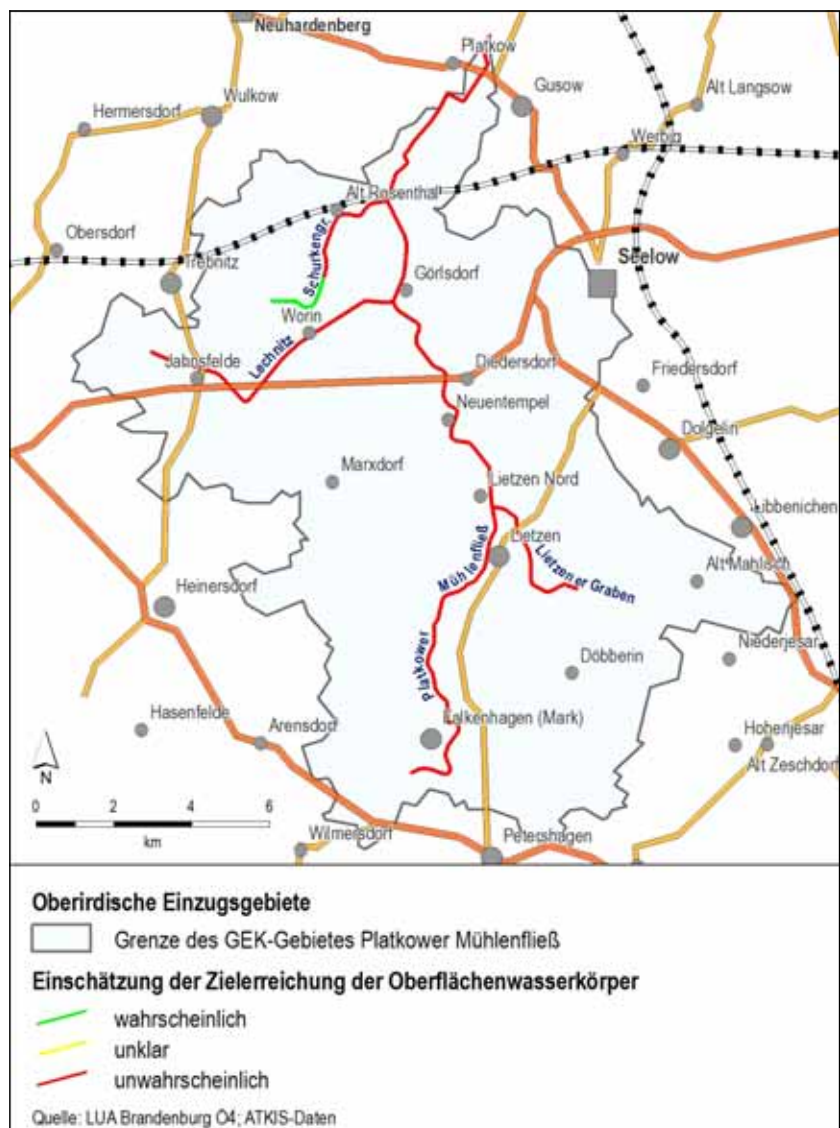 Neuhardenberg
Platkow
Gusow
Alt Langsow
Hermersdorf
Wulkow
Werbig
Alt Rosenthal
Obersdorf
Trebnitz
Schurkengr.
Seelow
Görlsdorf
Worin
Lechnitz
Jahnsfelde
Diedersdorf
Friedersdorf
Neuentempel
Dolgelin
Marxdorf
Lietzen Nord
Libbenichen
Lietzen
Mühlenfließ
Lietzener Graben
Alt Mahlisch
Heinersdorf
Platkower
Döbberin
Niederjesar
Hasenfelde
Arensdorf
Falkenhagen (Mark)
Hohenjesar
Alt Zeschdorf
N
0 2 4 6
km
Wilmersdorf
Petershagen
Oberirdische Einzugsgebiete
Grenze des GEK-Gebietes Platkower Mühlenfließ
Einschätzung der Zielerreichung der Oberflächenwasserkörper
wahrscheinlich
unklar
unwahrscheinlich
Quelle: LUA Brandenburg Ö4; ATKIS-Daten